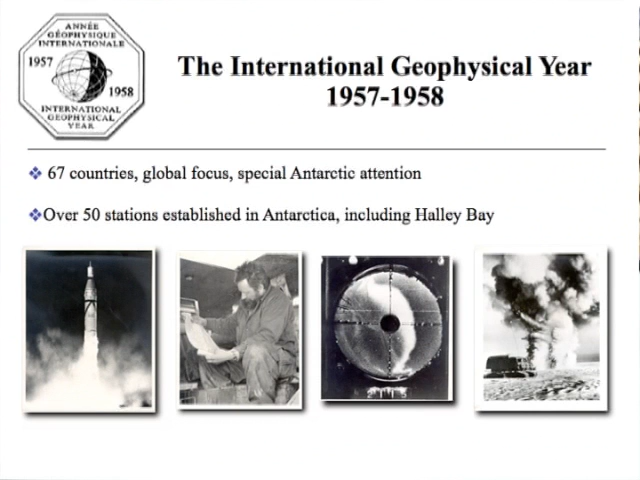 ANNÉE
GÉOPHYSIQUE
INTERNATIONALE
1957
1958
INTERNATIONAL
GEOPHYSICAL
YEAR
The International Geophysical Year
1957-1958
❖ 67 countries, global focus, special Antarctic attention
❖Over 50 stations established in Antarctica, including Halley Bay